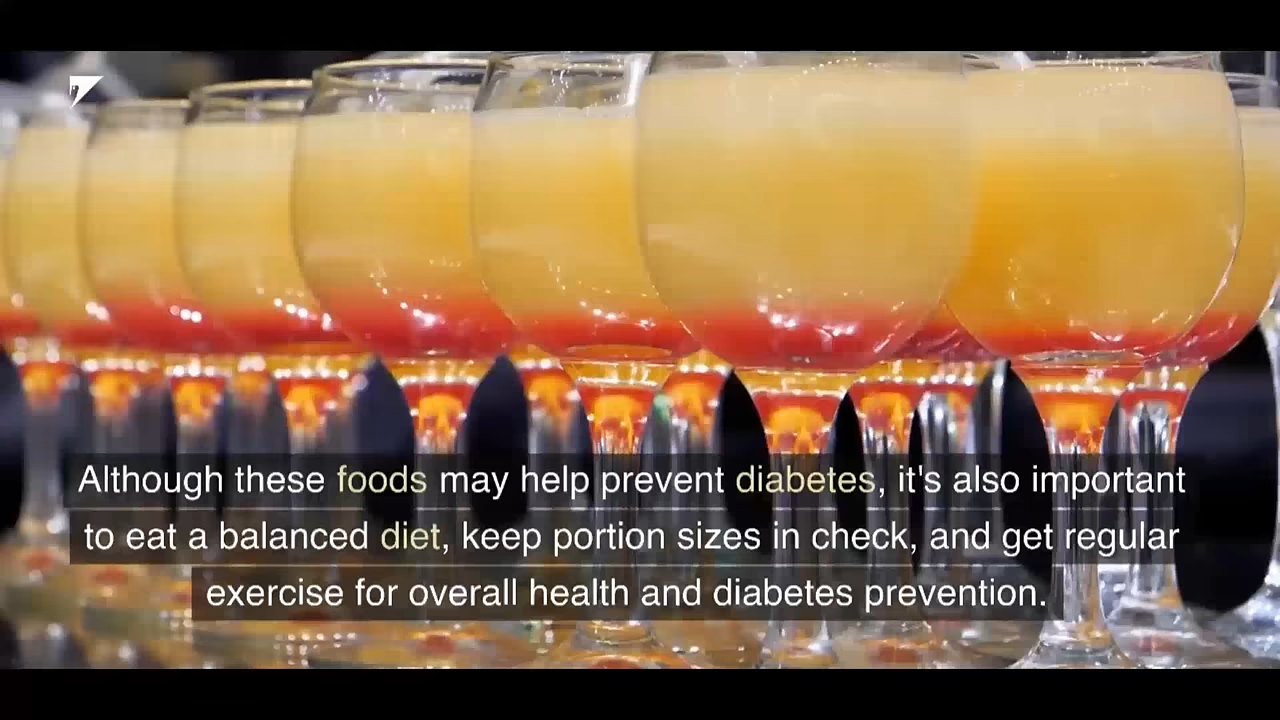 Although these foods may help prevent diabetes, it's also important
to eat a balanced diet, keep portion sizes in check, and get regular
exercise for overall health and diabetes prevention.